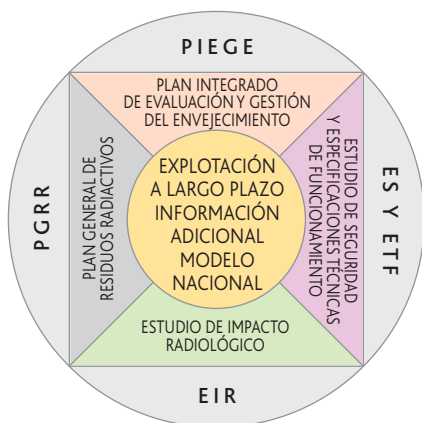 PIEGE
PLAN INTEGRADO
DE EVALUACIÓN Y GESTIÓN
DEL ENVEJECIMIENTO
PGRR
PLAN GENERAL DE
RESIDUOS RADIACTIVOS
EXPLOTACIÓN
A LARGO PLAZO
INFORMACIÓN
ADICIONAL
MODELO
NACIONAL
ESTUDIO DE SEGURIDAD
Y ESPECIFICACIONES TÉCNICAS
DE FUNCIONAMIENTO
ES Y ETF
ESTUDIO DE IMPACTO
RADIOLÓGICO
EIR